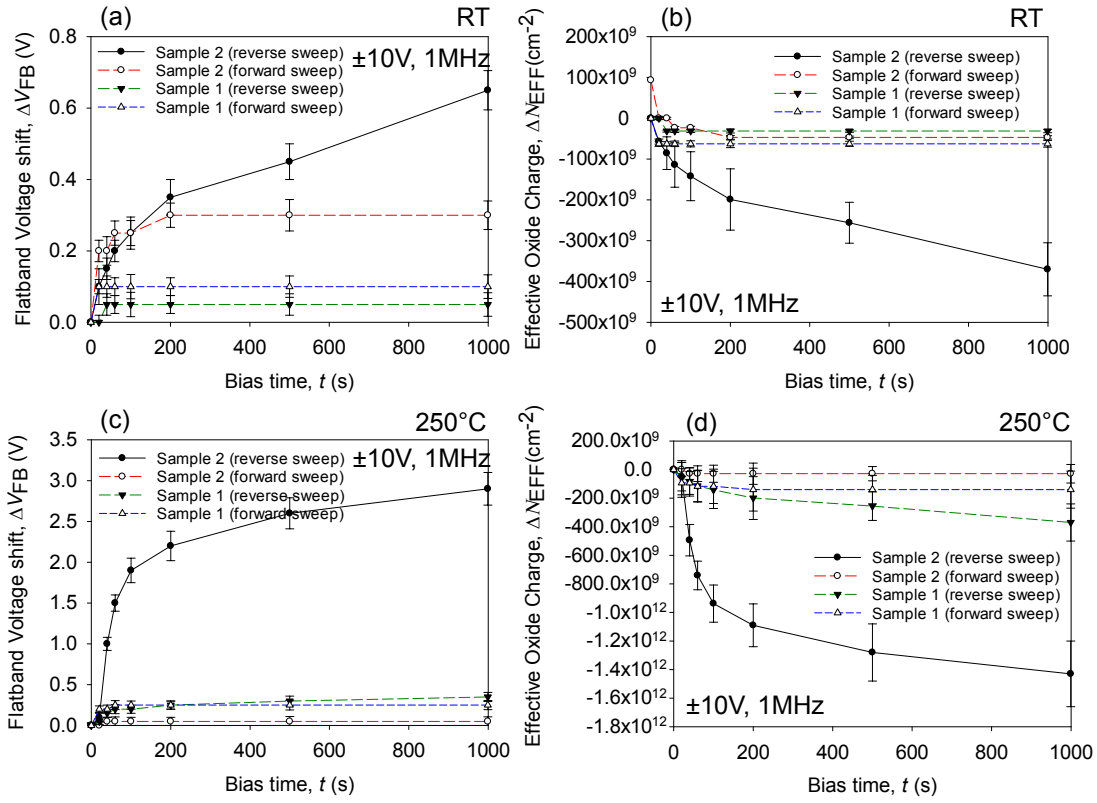 (a)
RT
Flatband Voltage shift, ΔV_FB (V)
0.8
0.6
0.4
0.2
0.0
Sample 2 (reverse sweep)
Sample 2 (forward sweep)
Sample 1 (reverse sweep)
Sample 1 (forward sweep)
±10V, 1MHz
0
200
400
600
800
1000
Bias time, t (s)
(b)
RT
Effective Oxide Charge, ΔN_EFF(cm⁻²)
200x10⁹
100x10⁹
0
-100x10⁹
-200x10⁹
-300x10⁹
-400x10⁹
-500x10⁹
Sample 2 (reverse sweep)
Sample 2 (forward sweep)
Sample 1 (reverse sweep)
Sample 1 (forward sweep)
±10V, 1MHz
0
200
400
600
800
1000
Bias time, t (s)
(c)
250°C
Flatband Voltage shift, ΔV_FB (V)
3.5
3.0
2.5
2.0
1.5
1.0
0.5
0.0
±10V, 1MHz
Sample 2 (reverse sweep)
Sample 2 (forward sweep)
Sample 1 (reverse sweep)
Sample 1 (forward sweep)
0
200
400
600
800
1000
Bias time, t (s)
(d)
250°C
Effective Oxide Charge, ΔN_EFF(cm⁻²)
200.0x10⁹
0.0
-200.0x10⁹
-400.0x10⁹
-600.0x10⁹
-800.0x10⁹
-1.0x10¹²
-1.2x10¹²
-1.4x10¹²
-1.6x10¹²
-1.8x10¹²
Sample 2 (reverse sweep)
Sample 2 (forward sweep)
Sample 1 (reverse sweep)
Sample 1 (forward sweep)
±10V, 1MHz
0
200
400
600
800
1000
Bias time, t (s)